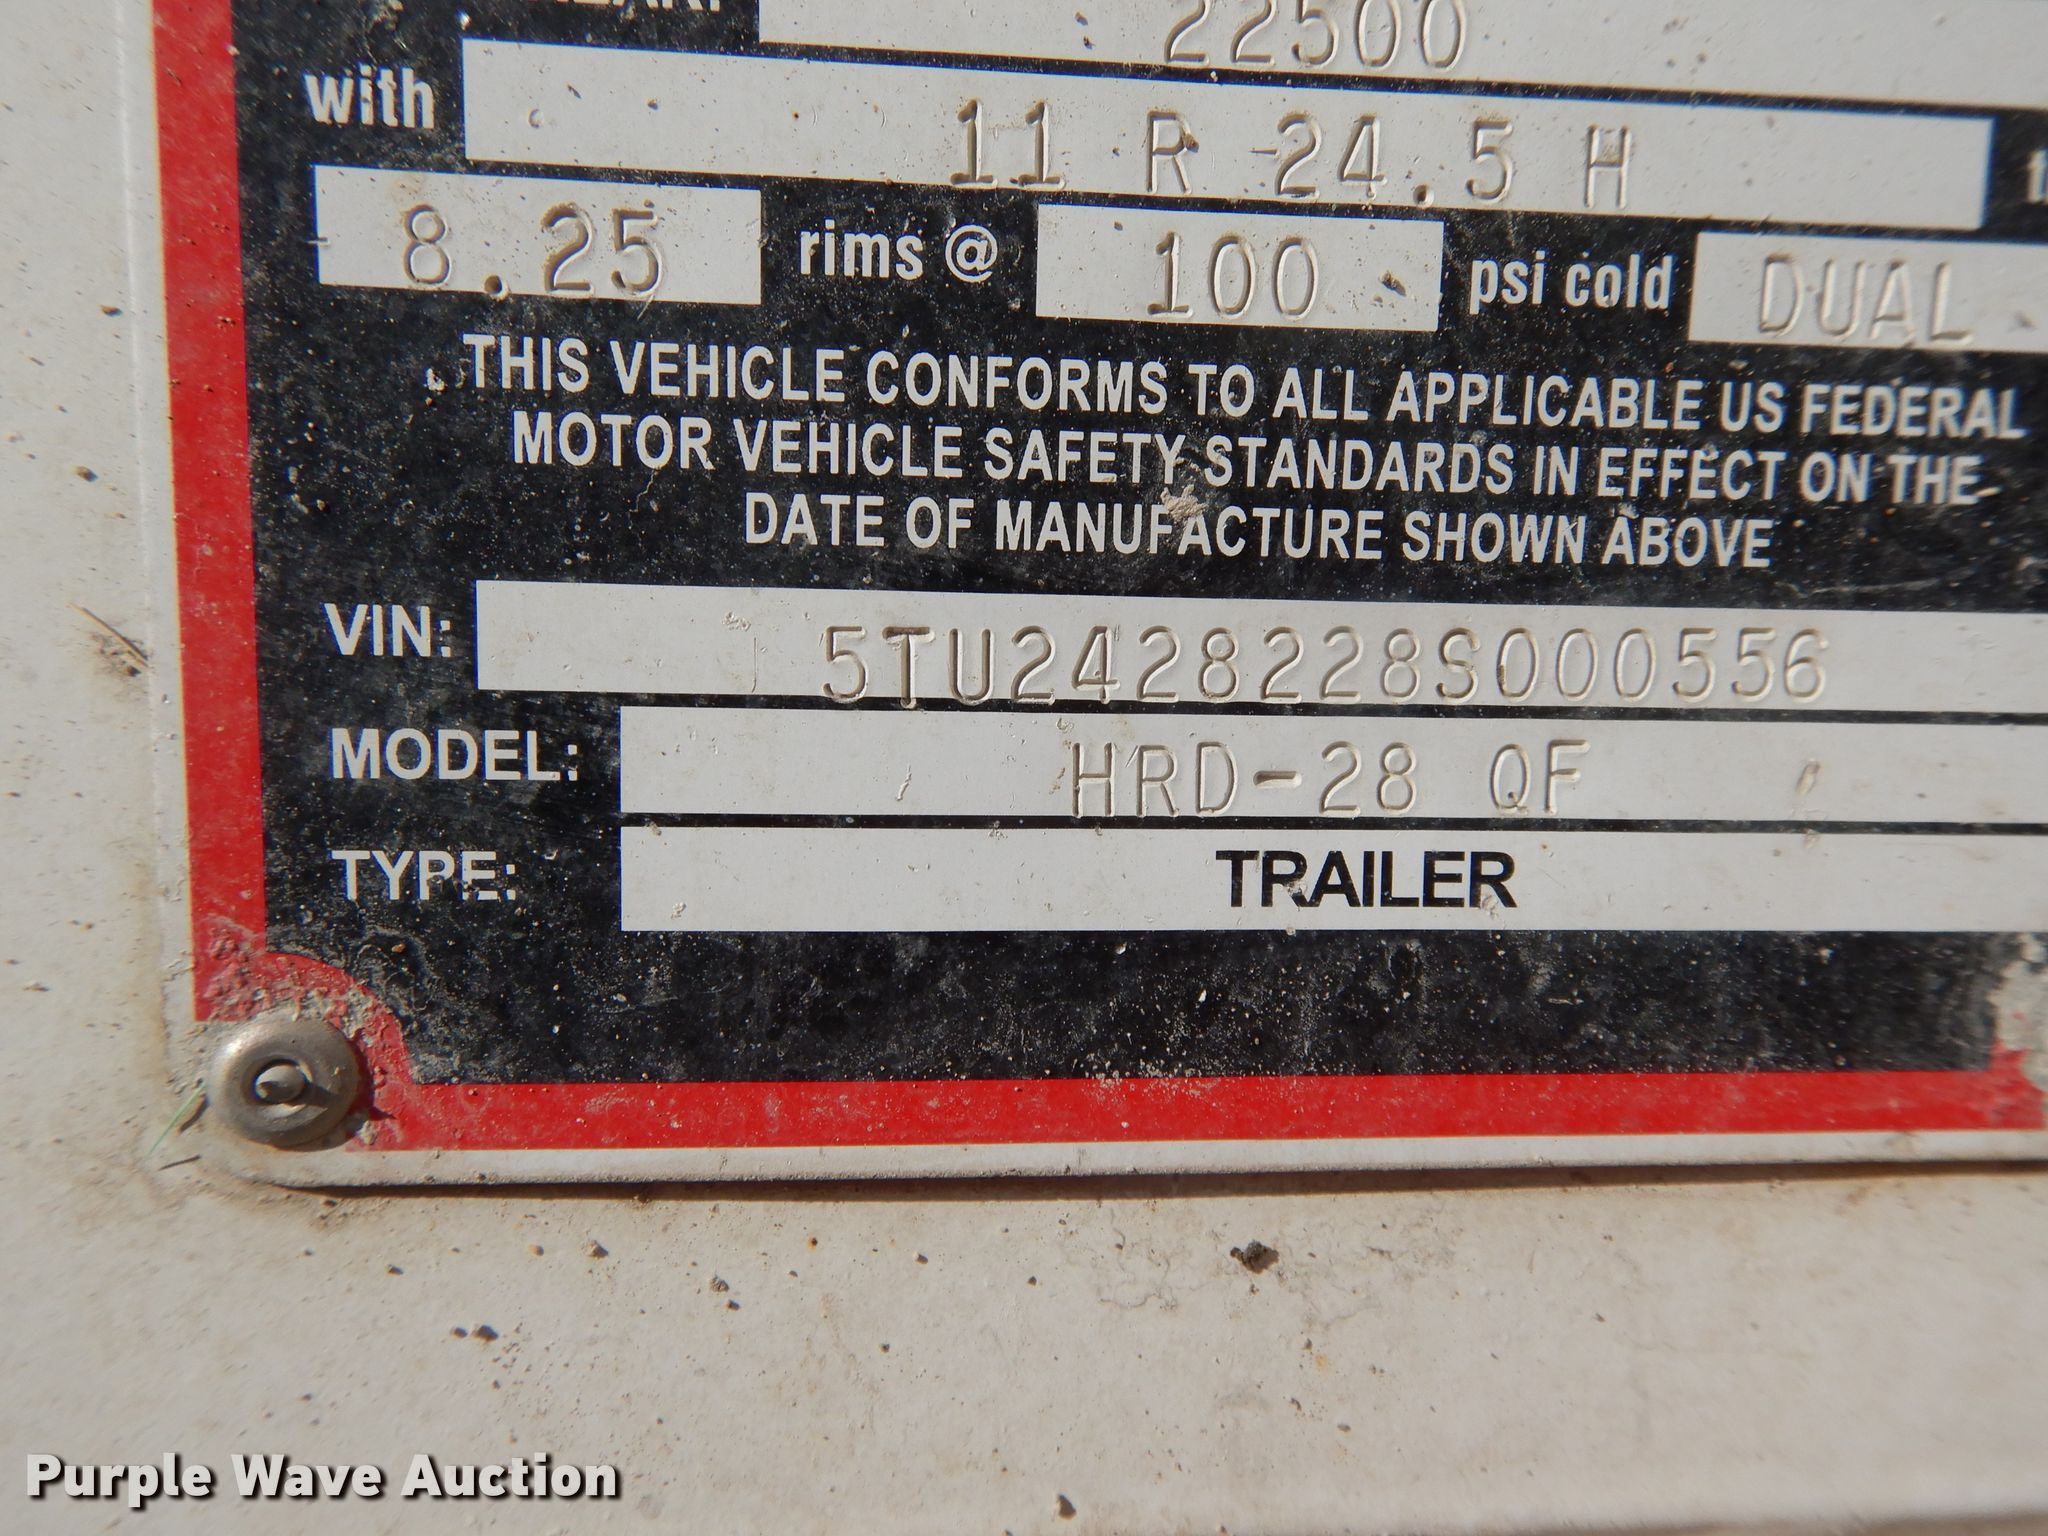 22500
with 11 R 24.5 H
8.25 rims @ 100 psi cold DUAL
THIS VEHICLE CONFORMS TO ALL APPLICABLE US FEDERAL
MOTOR VEHICLE SAFETY STANDARDS IN EFFECT ON THE
DATE OF MANUFACTURE SHOWN ABOVE
VIN: 5TU2428228S000556
MODEL: HRD-28 QF
TYPE: TRAILER
Purple Wave Auction